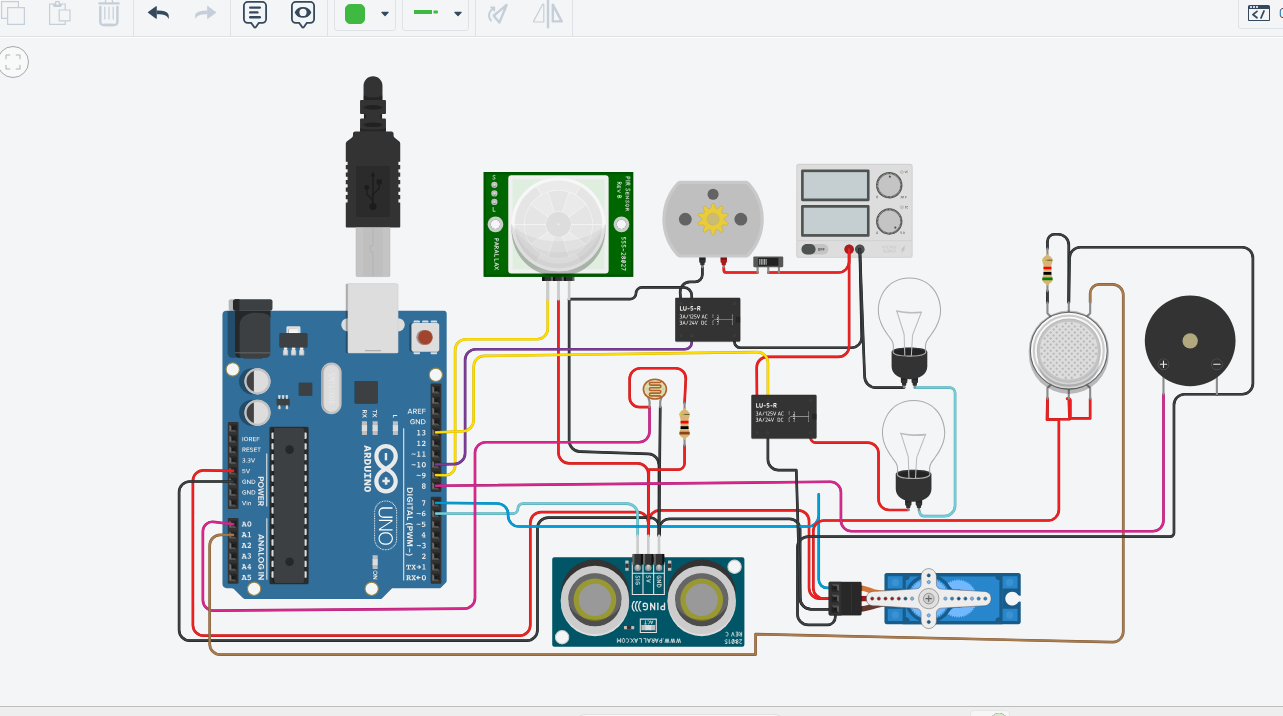 S
L
PARALLAX
PIR SENSOR
Rev B
555-28027
OFF
LU-5-R
3A/125V AC
3A/24V DC
LU-5-R
3A/125V AC
3A/24V DC
RX
TX
L
AREF
GND
13
12
~11
~10
~9
8
7
~6
~5
4
~3
2
TX→1
RX←0
DIGITAL (PWM~)
ARDUINO
UNO
ON
IOREF
RESET
3.3V
5V
GND
GND
Vin
POWER
A0
A1
A2
A3
A4
A5
ANALOG IN
SIG
5V
GND
PING)))
ACT
WWW.PARALLAX.COM
28015
REV C
+
−